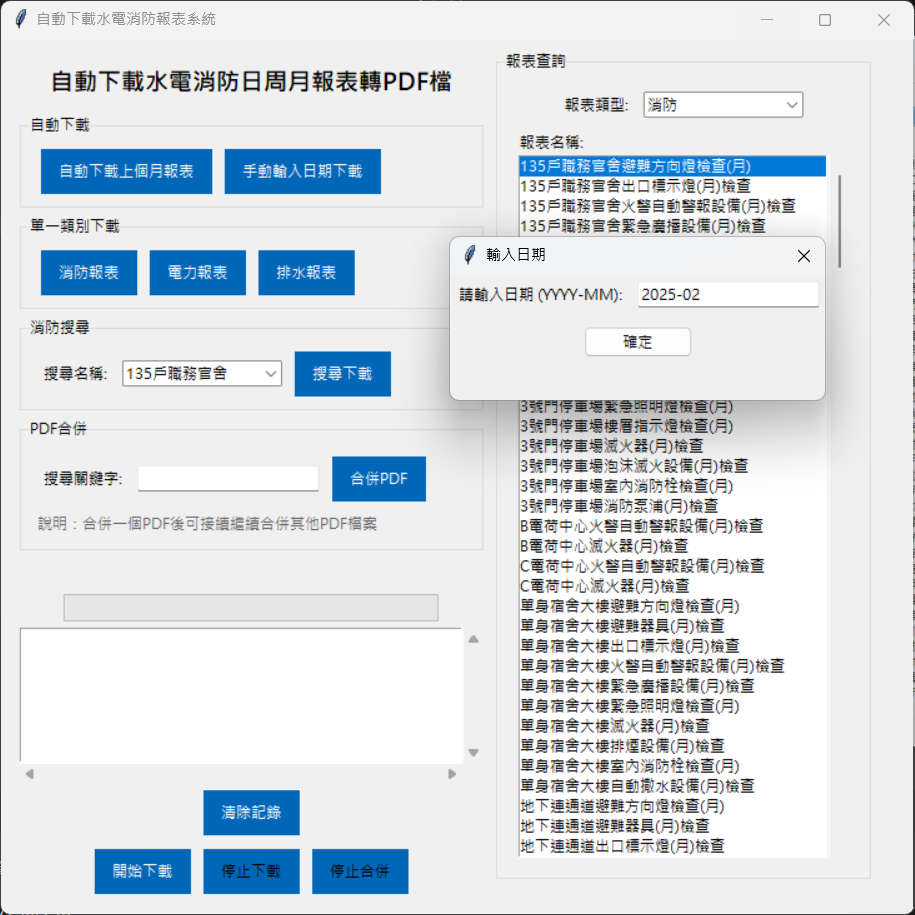 自動下載水電消防報表系統
自動下載水電消防日周月報表轉PDF檔
自動下載
自動下載上個月報表
手動輸入日期下載
單一類別下載
消防報表
電力報表
排水報表
消防搜尋
搜尋名稱:
135戶職務官舍
搜尋下載
PDF合併
搜尋關鍵字:
合併PDF
說明：合併一個PDF後可接續繼續合併其他PDF檔案
清除記錄
開始下載
停止下載
停止合併
報表查詢
報表類型:
消防
報表名稱:
135戶職務官舍避難方向燈檢查(月)
135戶職務官舍出口標示燈(月)檢查
135戶職務官舍火警自動警報設備(月)檢查
135戶職務官舍緊急廣播設備(月)檢查
輸入日期
請輸入日期 (YYYY-MM):
2025-02
確定
3號門停車場緊急照明燈檢查(月)
3號門停車場樓層指示燈檢查(月)
3號門停車場滅火器(月)檢查
3號門停車場泡沫滅火設備(月)檢查
3號門停車場室內消防栓檢查(月)
3號門停車場消防泵浦(月)檢查
B電荷中心火警自動警報設備(月)檢查
B電荷中心滅火器(月)檢查
C電荷中心火警自動警報設備(月)檢查
C電荷中心滅火器(月)檢查
單身宿舍大樓避難方向燈檢查(月)
單身宿舍大樓避難器具(月)檢查
單身宿舍大樓出口標示燈(月)檢查
單身宿舍大樓火警自動警報設備(月)檢查
單身宿舍大樓緊急廣播設備(月)檢查
單身宿舍大樓緊急照明燈檢查(月)
單身宿舍大樓滅火器(月)檢查
單身宿舍大樓排煙設備(月)檢查
單身宿舍大樓室內消防栓檢查(月)
單身宿舍大樓自動撒水設備(月)檢查
地下連通道避難方向燈檢查(月)
地下連通道避難器具(月)檢查
地下連通道出口標示燈(月)檢查